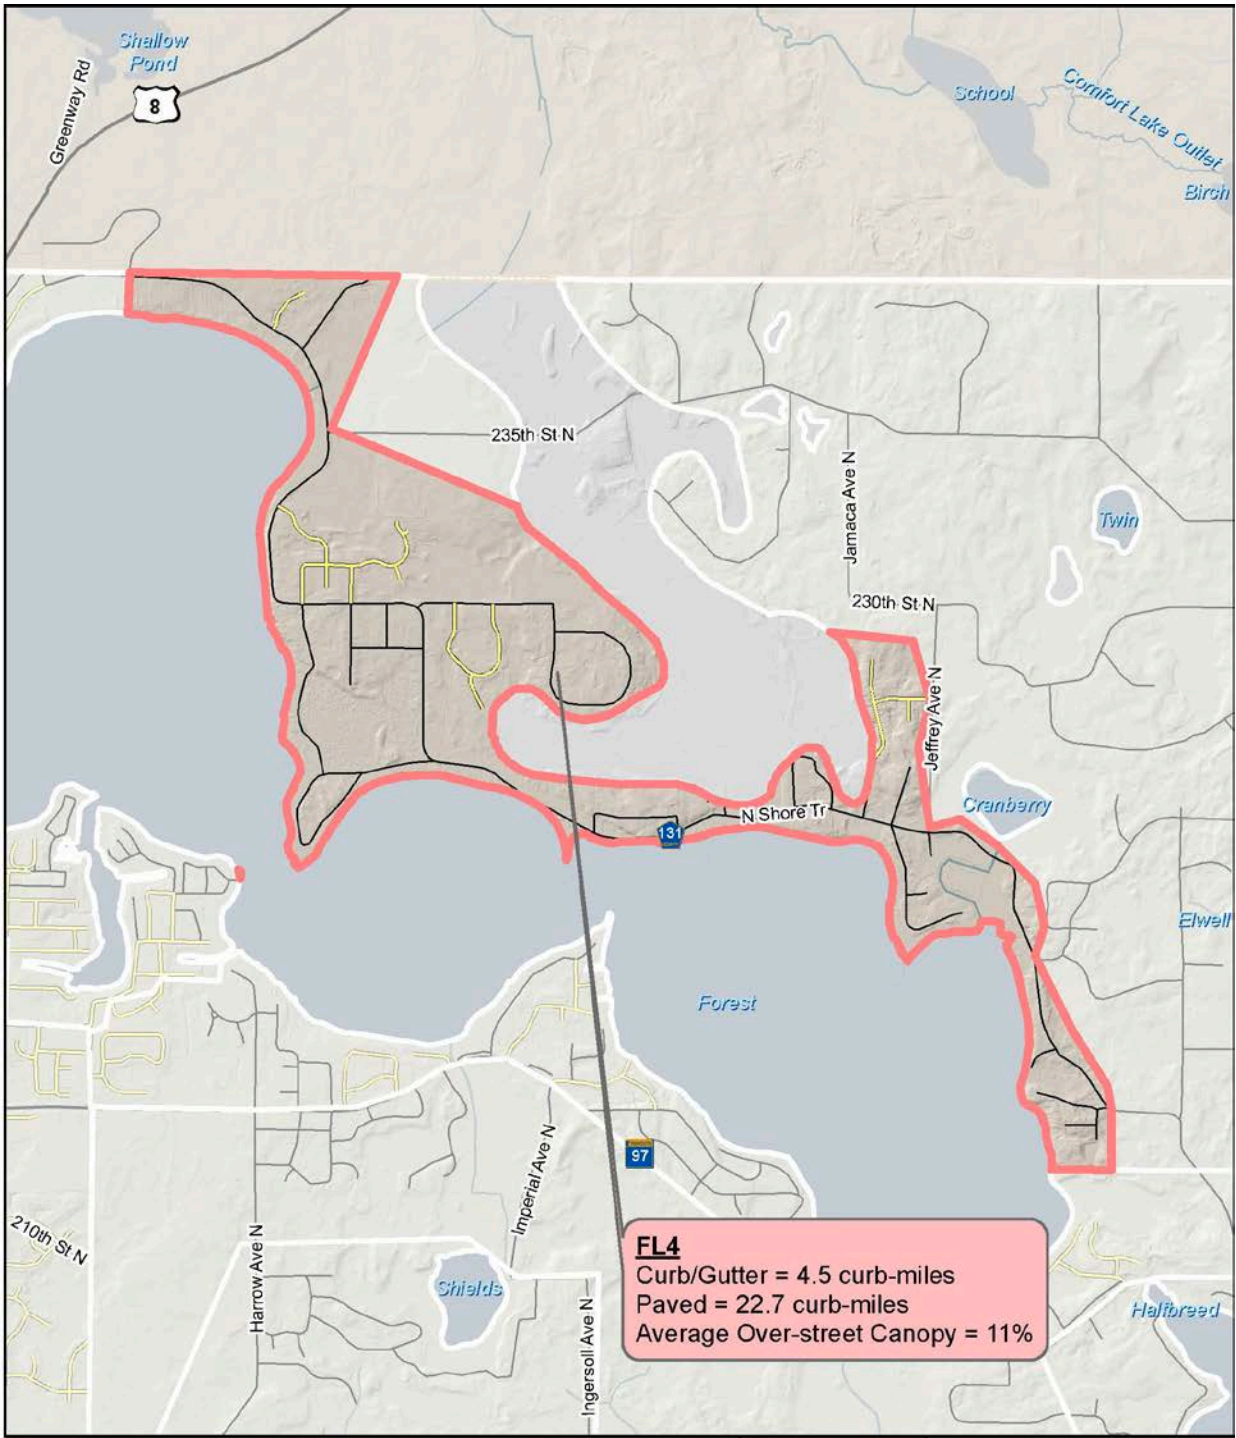 Shallow
Pond
Greenway Rd
8
School
Comfort Lake Outlet
Birch
235th St N
Jamaca Ave N
Twin
230th St N
Jeffrey Ave N
Cranberry
N Shore Tr
131
Elwell
Forest
Imperial Ave N
97
210th St N
Harrow Ave N
Shields
Ingersoll Ave N
Halfbreed
FL4
Curb/Gutter = 4.5 curb-miles
Paved = 22.7 curb-miles
Average Over-street Canopy = 11%